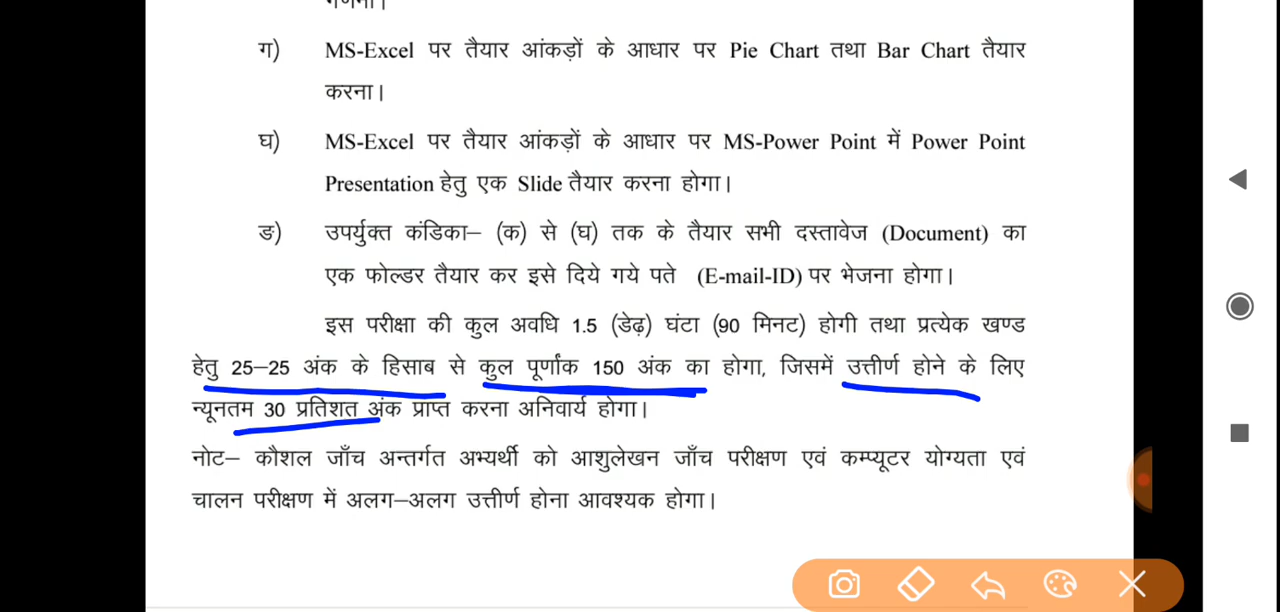 गणना।
ग) MS-Excel पर तैयार आंकड़ों के आधार पर Pie Chart तथा Bar Chart तैयार
करना।
घ) MS-Excel पर तैयार आंकड़ों के आधार पर MS-Power Point में Power Point
Presentation हेतु एक Slide तैयार करना होगा।
ङ) उपर्युक्त कंडिका– (क) से (घ) तक के तैयार सभी दस्तावेज (Document) का
एक फोल्डर तैयार कर इसे दिये गये पते (E-mail-ID) पर भेजना होगा।
इस परीक्षा की कुल अवधि 1.5 (डेढ़) घंटा (90 मिनट) होगी तथा प्रत्येक खण्ड
हेतु 25–25 अंक के हिसाब से कुल पूर्णांक 150 अंक का होगा, जिसमें उत्तीर्ण होने के लिए
न्यूनतम 30 प्रतिशत अंक प्राप्त करना अनिवार्य होगा।
नोट– कौशल जाँच अन्तर्गत अभ्यर्थी को आशुलेखन जाँच परीक्षण एवं कम्प्यूटर योग्यता एवं
चालन परीक्षण में अलग–अलग उत्तीर्ण होना आवश्यक होगा।